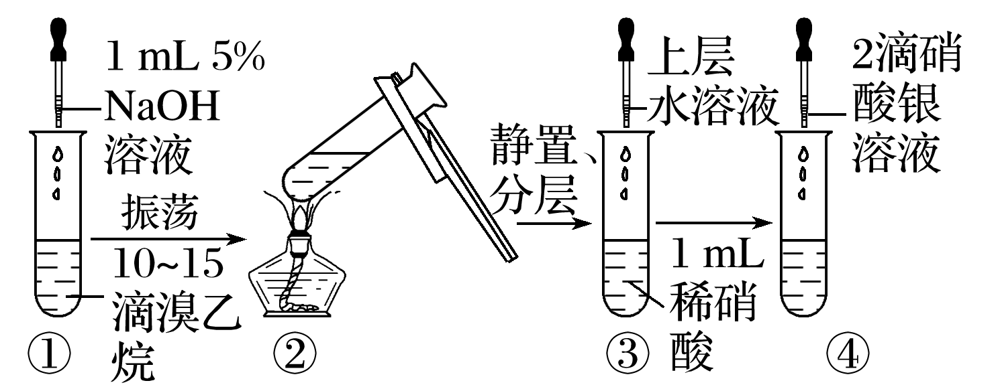 1 mL 5%
NaOH
溶液
振荡
10~15
滴溴乙
烷
①
②
静置、
分层
上层
水溶液
1 mL
稀硝
酸
③
2滴硝
酸银
溶液
④